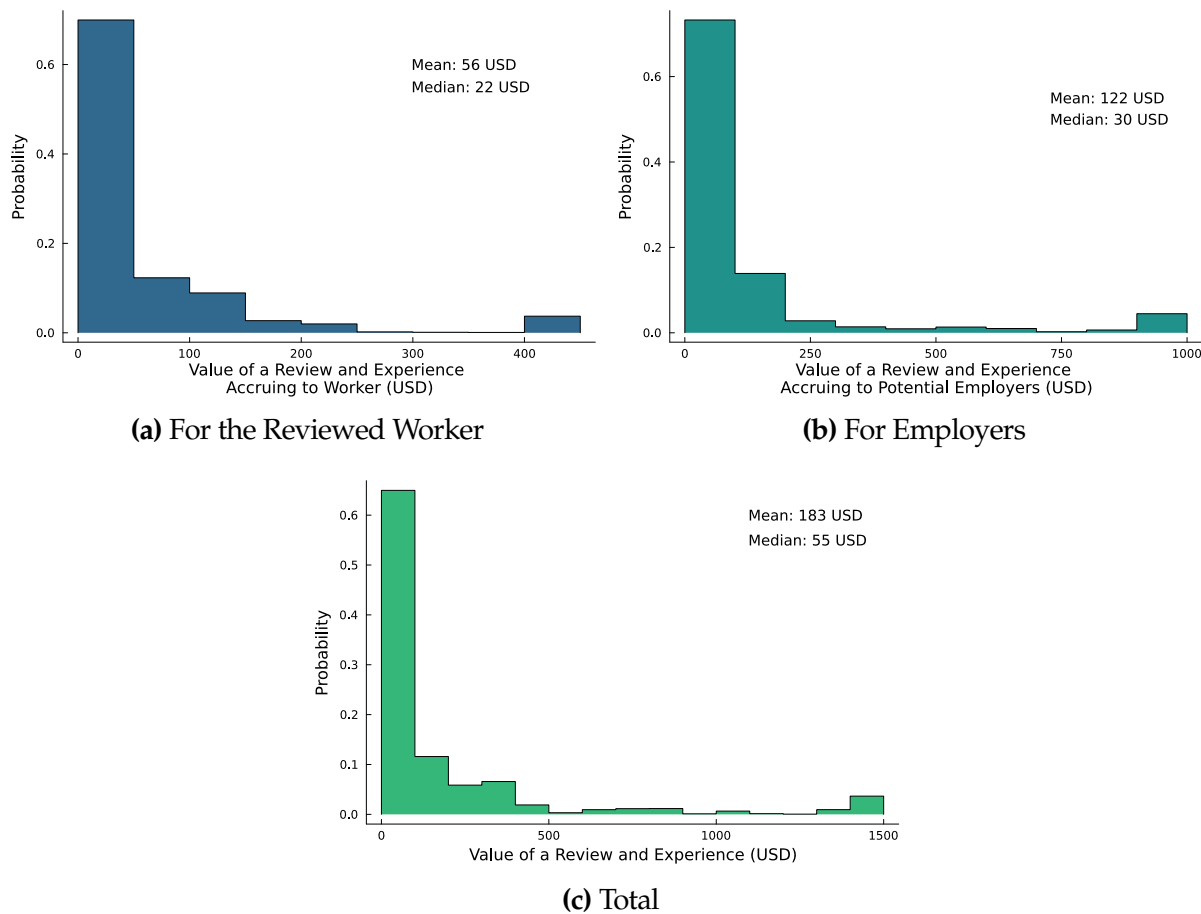 Mean: 56 USD
Median: 22 USD
Probability
0.6
0.4
0.2
0.0
0
100
200
300
400
Value of a Review and Experience
Accruing to Worker (USD)
(a) For the Reviewed Worker
Mean: 122 USD
Median: 30 USD
Probability
0.6
0.4
0.2
0.0
0
250
500
750
1000
Value of a Review and Experience
Accruing to Potential Employers (USD)
(b) For Employers
Mean: 183 USD
Median: 55 USD
Probability
0.6
0.5
0.4
0.3
0.2
0.1
0.0
0
500
1000
1500
Value of a Review and Experience (USD)
(c) Total